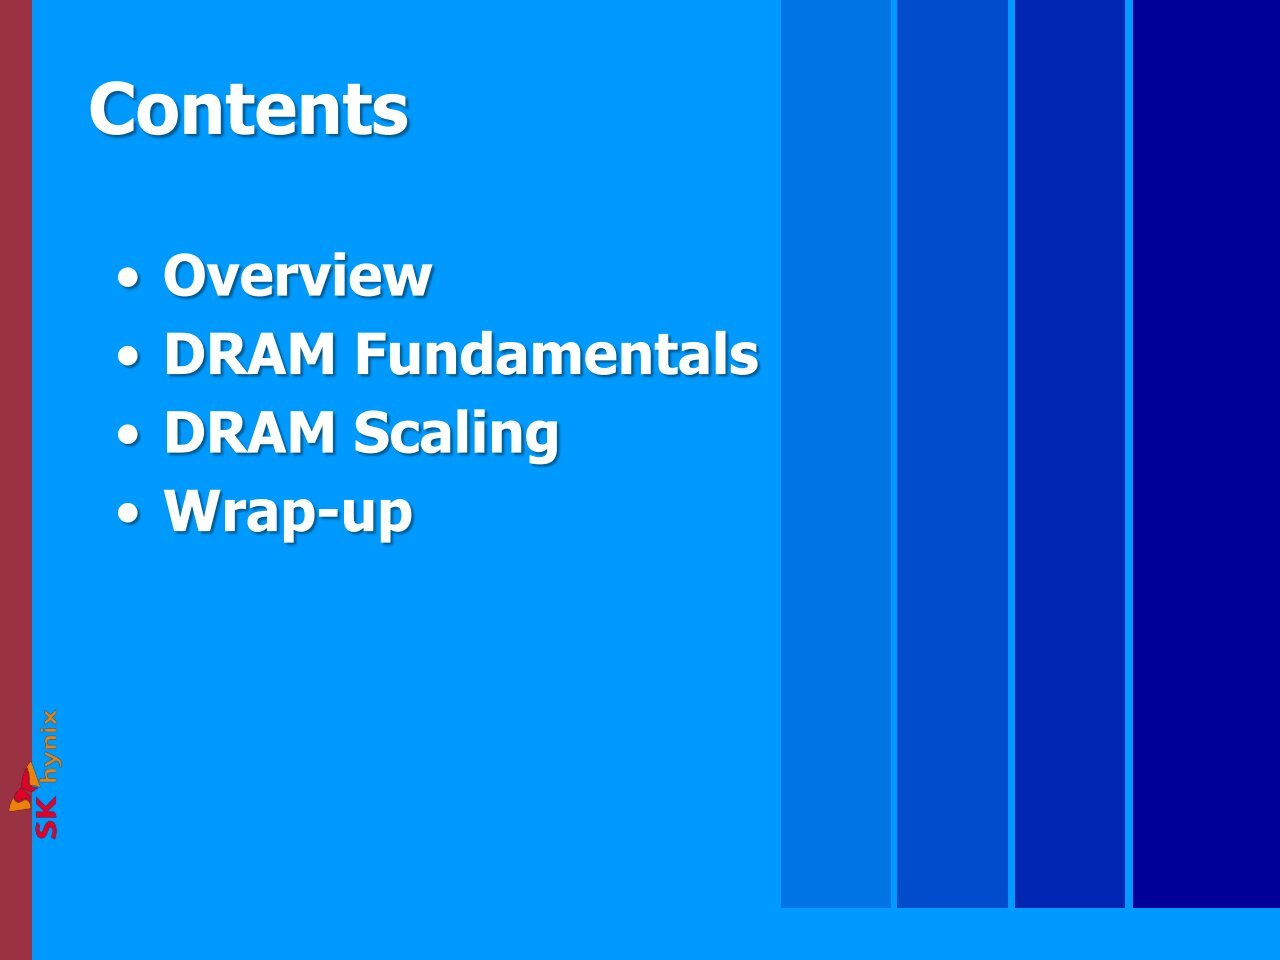 Contents
• Overview
• DRAM Fundamentals
• DRAM Scaling
• Wrap-up
SK hynix